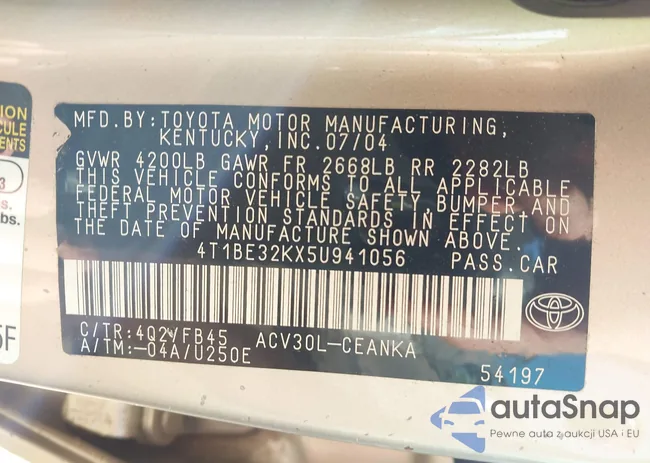 MFD. BY: TOYOTA MOTOR MANUFACTURING,
KENTUCKY, INC. 07/04
GVWR 4200LB GAWR FR 2668LB RR 2282LB
THIS VEHICLE CONFORMS TO ALL APPLICABLE
FEDERAL MOTOR VEHICLE SAFETY, BUMPER AND
THEFT PREVENTION STANDARDS IN EFFECT ON
THE DATE OF MANUFACTURE SHOWN ABOVE.
4T1BE32KX5U941056 PASS. CAR
C/TR: 4Q2/FB45 ACV30L-CEANKA
A/TM: -04A/U250E
54197
autaSnap
Pewne auta z aukcji USA i EU